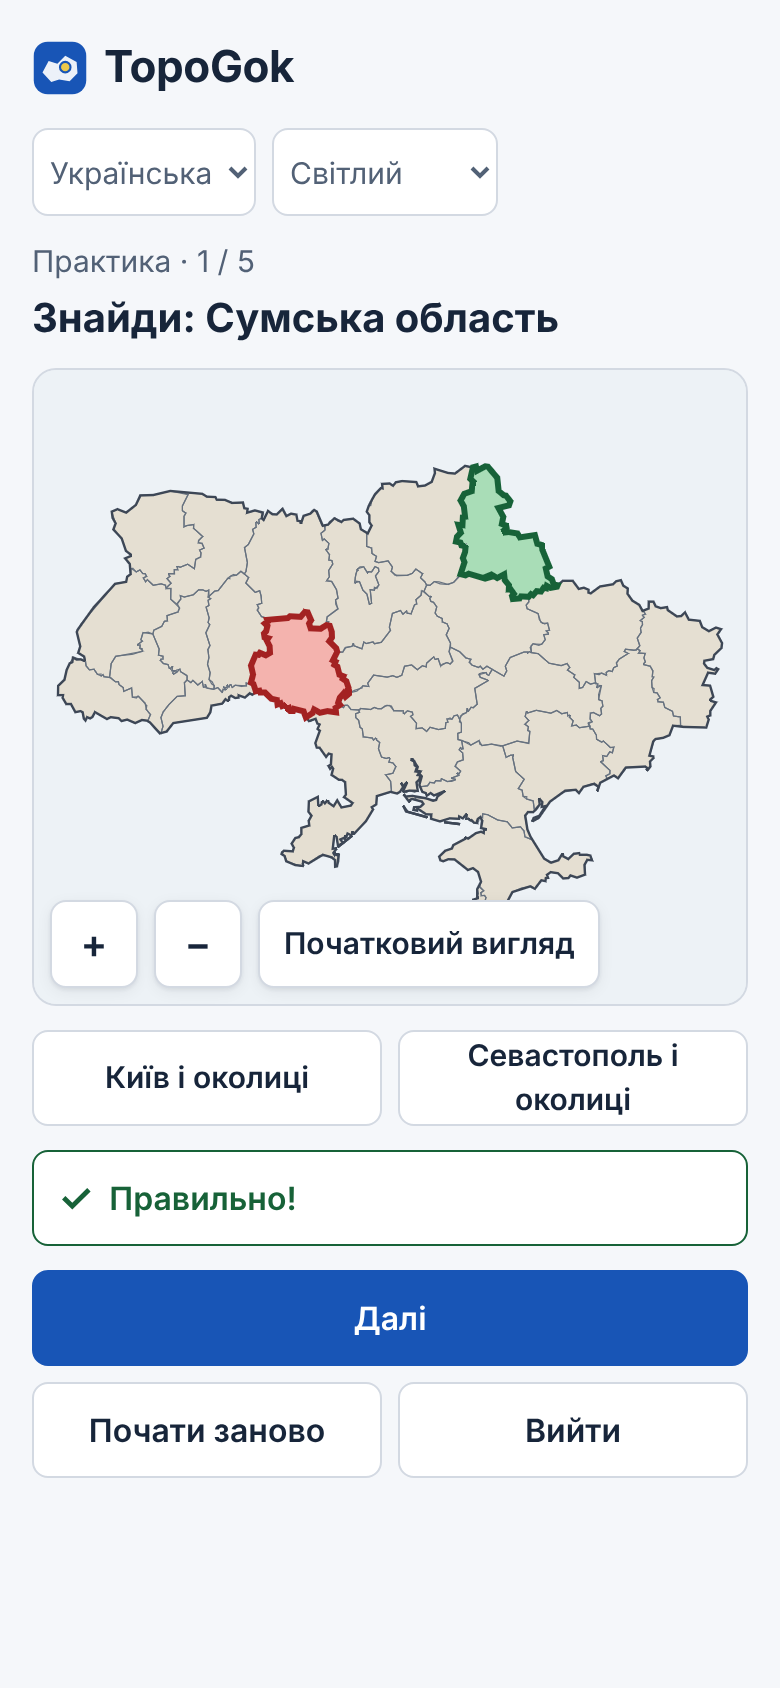 TopoGok
Українська
Світлий
Практика · 1 / 5
Знайди: Сумська область
+
−
Початковий вигляд
Київ і околиці
Севастополь і
околиці
Правильно!
Далі
Почати заново
Вийти